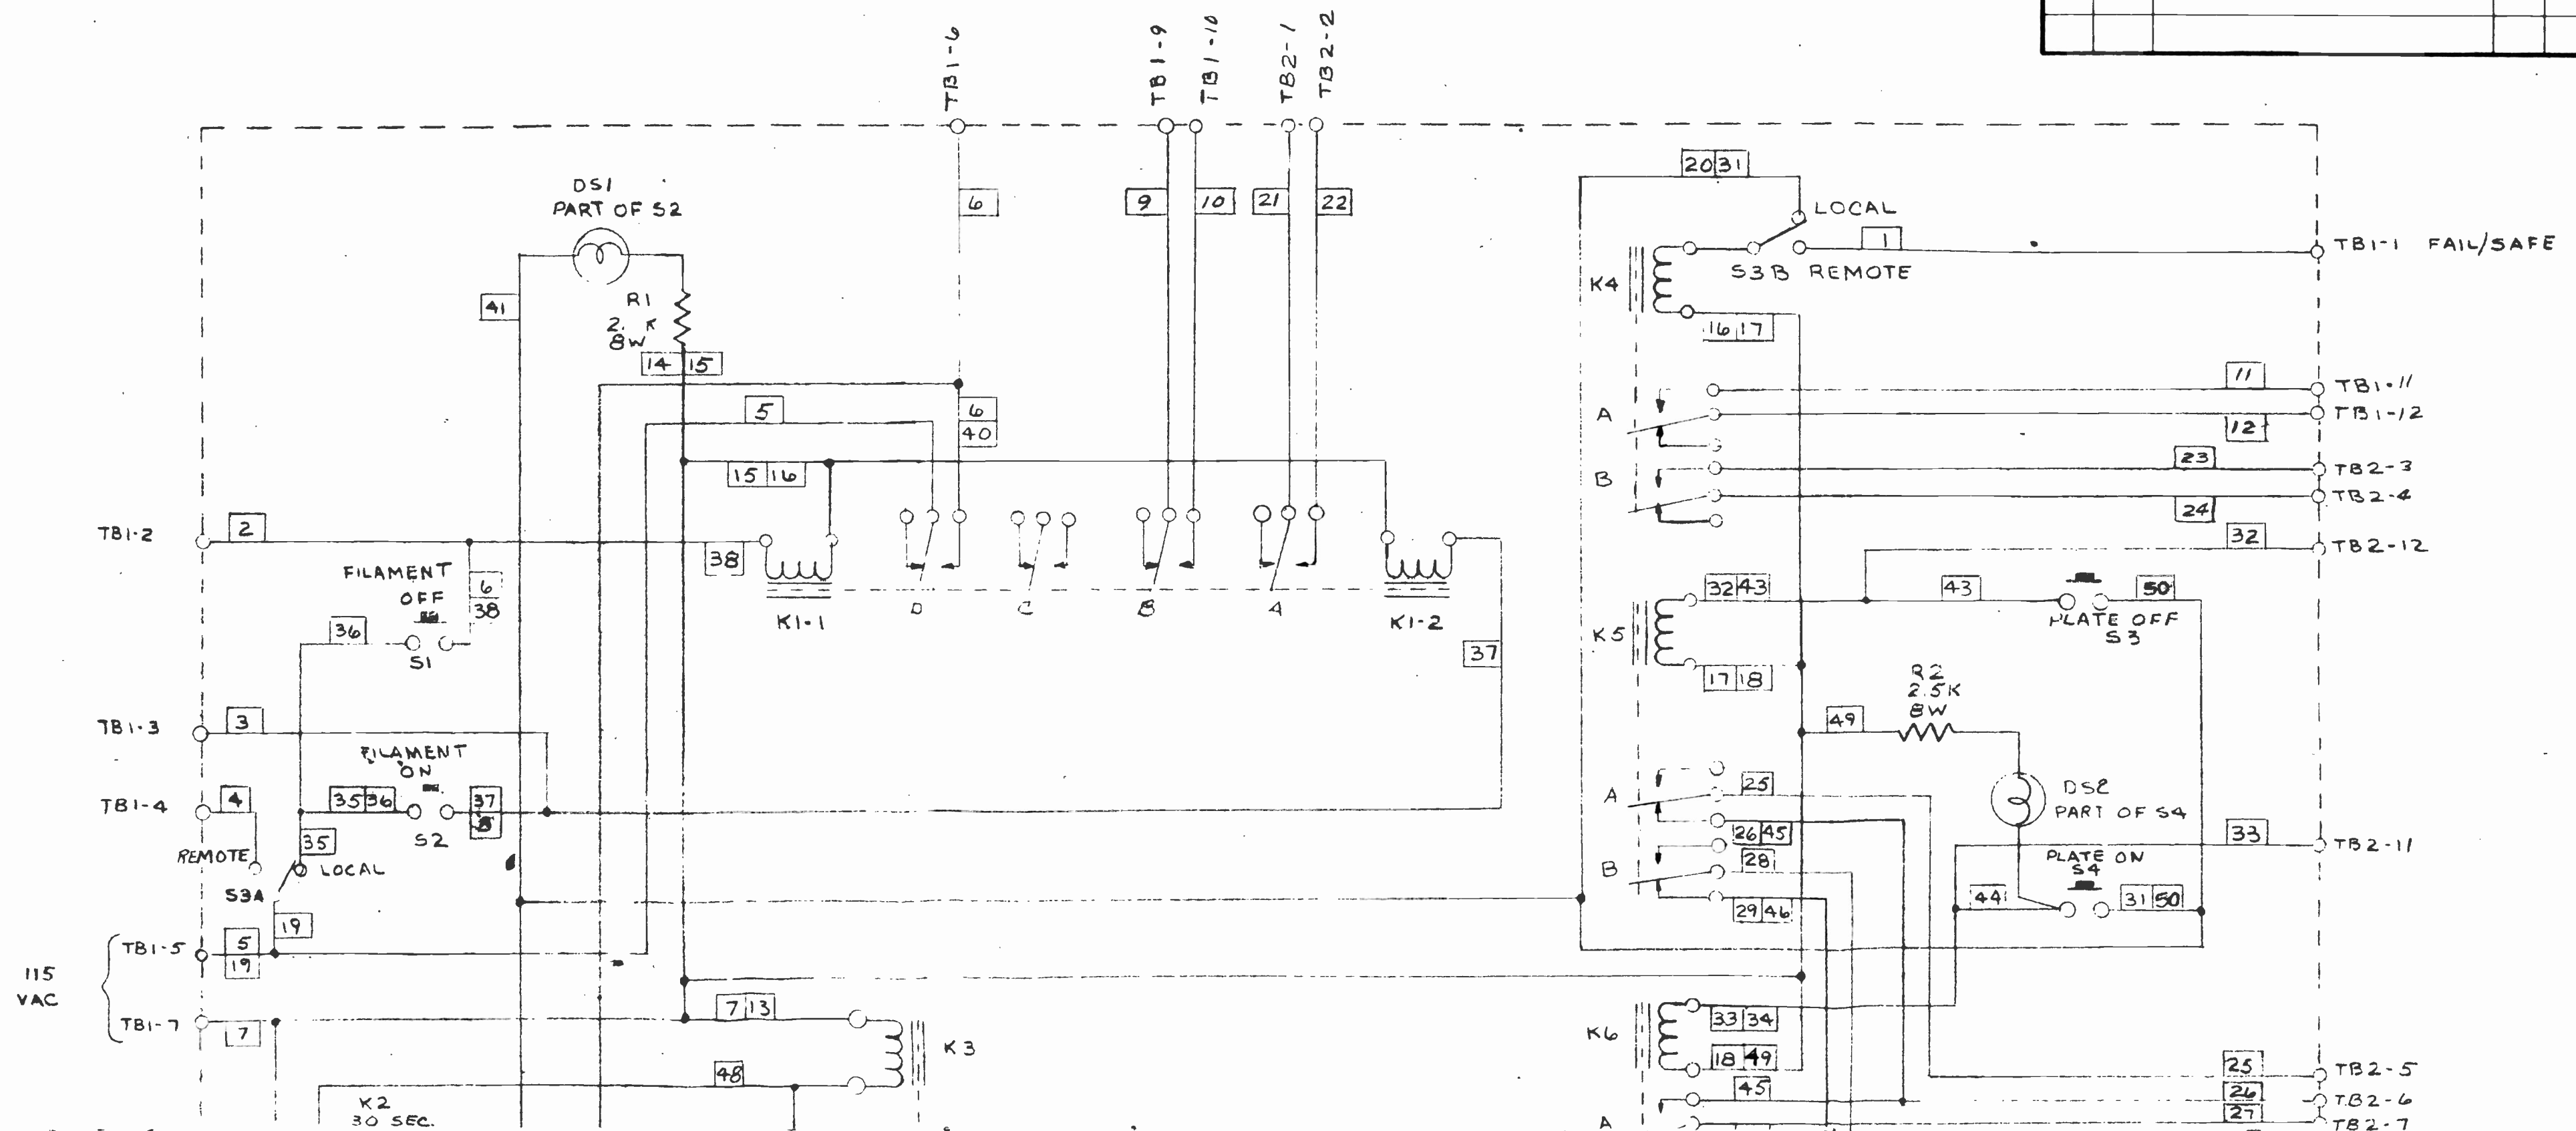 TB1-6
TB1-9
TB1-10
TB2-1
TB2-2
DS1
PART OF S2
6
9
10
21
22
20 31
LOCAL
1
TB1-1 FAIL/SAFE
S3B REMOTE
K4
16 17
41
R1
8W
14 15
5
6
40
15 16
11
TB1-11
A
TB1-12
12
23
B
TB2-3
TB2-4
24
32
TB2-12
TB1-2
2
38
FILAMENT
OFF
6
38
36
S1
K1-1
D
C
B
A
K1-2
37
32 43
43
50
PLATE OFF
S3
K5
17 18
R2
2.5K
8W
49
TB1-3
3
FILAMENT
ON
TB1-4
4
35 36
37
S2
35
REMOTE
LOCAL
S3A
19
A
25
DS2
PART OF S4
26 45
33
TB2-11
28
B
PLATE ON
S4
44
31 50
29 46
115
VAC
TB1-5
5
19
TB1-7
7
7 13
K3
48
K2
30 SEC.
K6
33 34
18 49
45
A
25
TB2-5
26
TB2-6
27
TB2-7